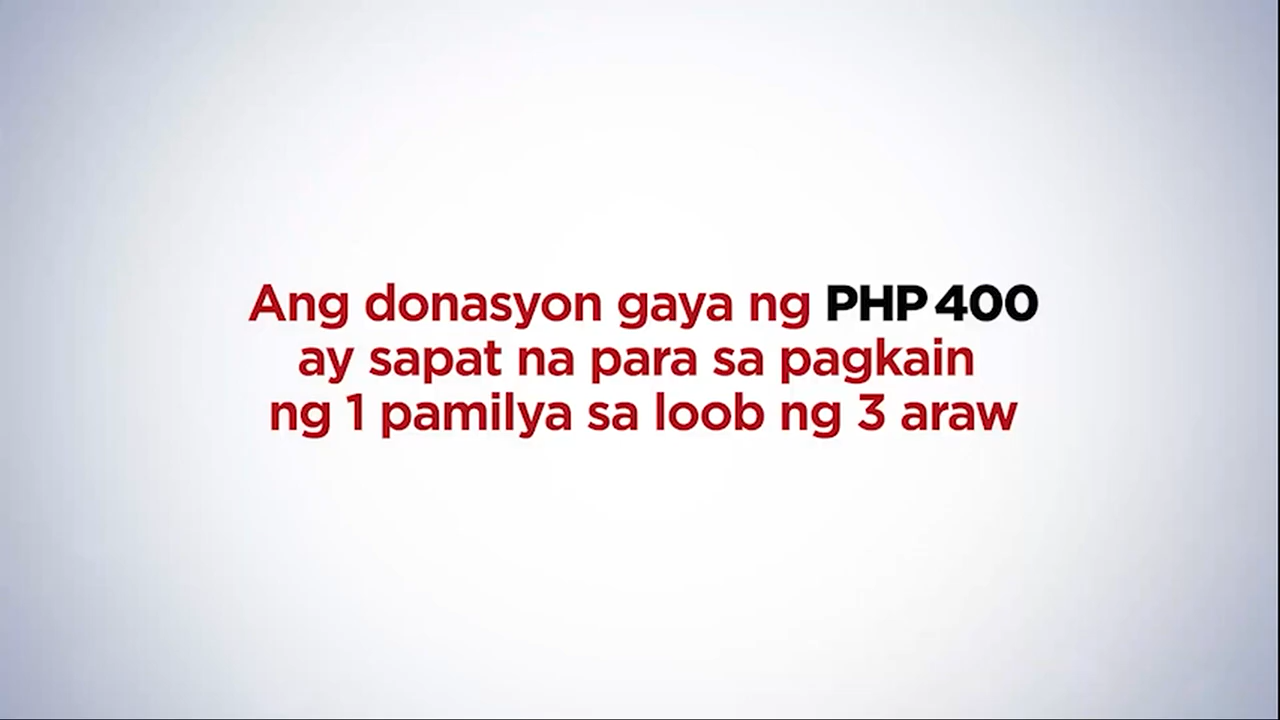 Ang donasyon gaya ng PHP 400
ay sapat na para sa pagkain
ng 1 pamilya sa loob ng 3 araw